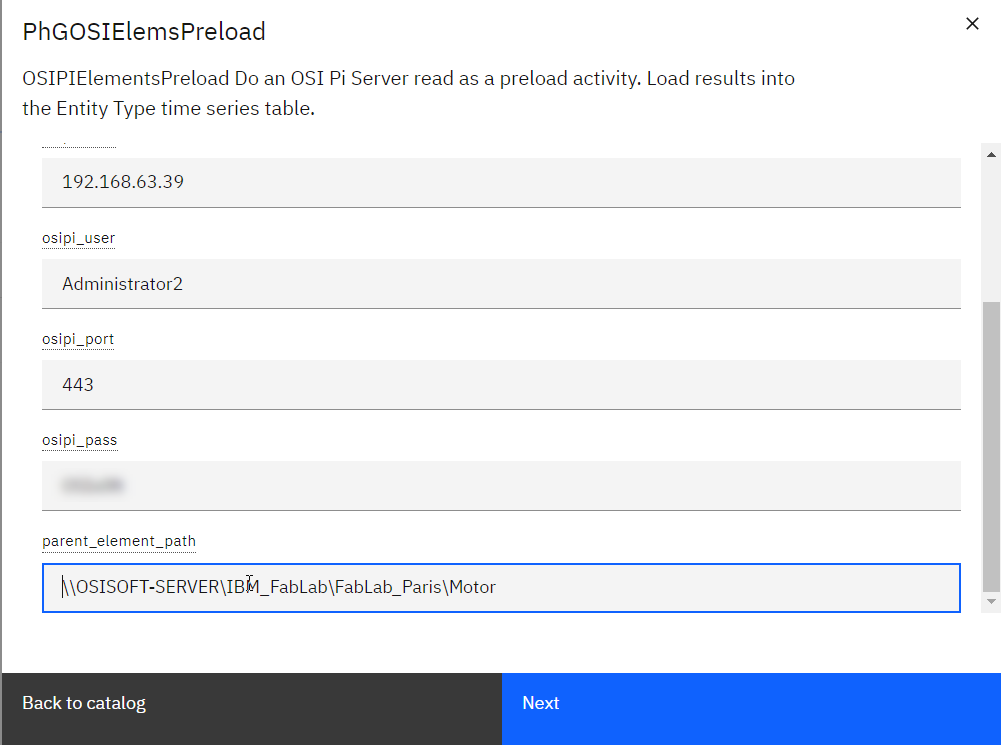 PhGOSIElemsPreload
OSIPIElementsPreload Do an OSI Pi Server read as a preload activity. Load results into
the Entity Type time series table.
192.168.63.39
osipi_user
Administrator2
osipi_port
443
osipi_pass
parent_element_path
\\OSISOFT-SERVER\IBM_FabLab\FabLab_Paris\Motor
Back to catalog
Next